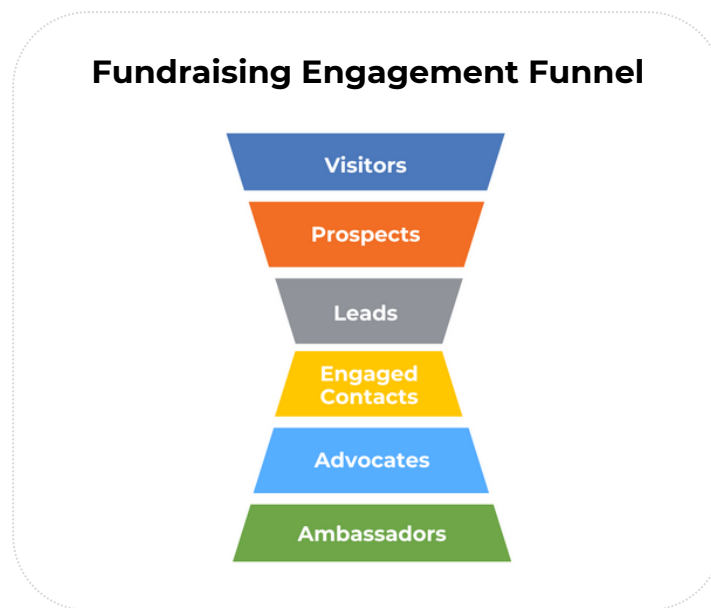 Fundraising Engagement Funnel
Visitors
Prospects
Leads
Engaged
Contacts
Advocates
Ambassadors